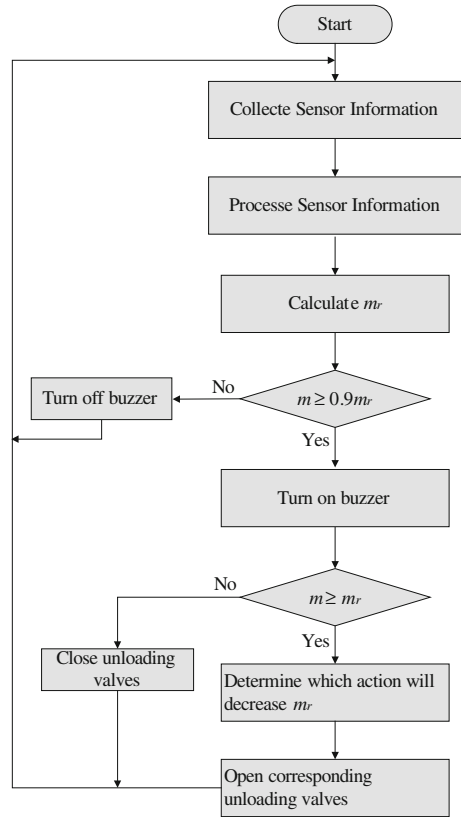 Start
Collecte Sensor Information
Processe Sensor Information
Calculate mr
No
Turn off buzzer
m ≥ 0.9mr
Yes
Turn on buzzer
No
m ≥ mr
Yes
Close unloading
valves
Determine which action will
decrease mr
Open corresponding
unloading valves